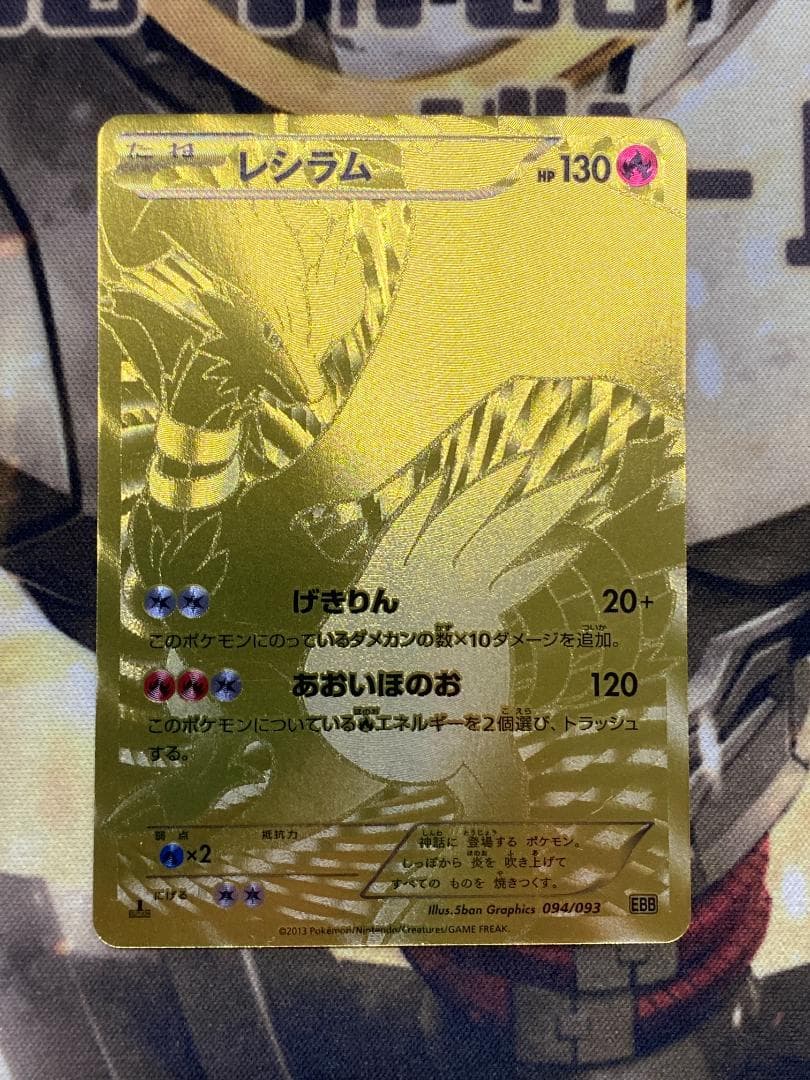 たね レシラム HP130
げきりん 20+
このポケモンにのっているダメカンの数×10ダメージを追加。
あおいほのお 120
このポケモンについている エネルギーを2個選び、トラッシュ
する。
弱点 抵抗力
×2
にげる
神話に 登場する ポケモン。
しっぽから 炎を 吹き上げて
すべての ものを 焼きつくす。
Illus.5ban Graphics 094/093 EBB
©2013 Pokémon/Nintendo/Creatures/GAME FREAK.